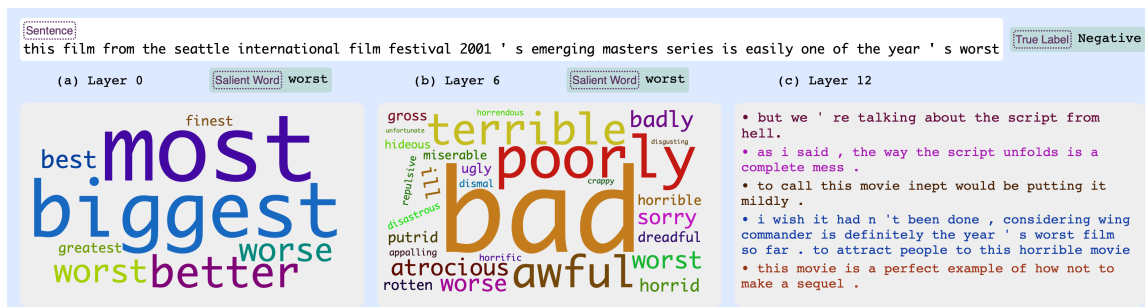 Sentence
this film from the seattle international film festival 2001 ' s emerging masters series is easily one of the year ' s worst
True Label Negative
(a) Layer 0
Salient Word worst
(b) Layer 6
Salient Word worst
(c) Layer 12
finest
most
best
biggest
greatest
worse
worst
better
gross
horrendous
terrible
badly
unfortunate
hideous
disgusting
miserable
poorly
ugly
repulsive
ill
dismal
crappy
bad
horrible
disastrous
sorry
putrid
dreadful
appalling
horrific
worst
atrocious
awful
rotten
worse
horrid
• but we ' re talking about the script from
hell.
• as i said , the way the script unfolds is a
complete mess .
• to call this movie inept would be putting it
mildly .
• i wish it had n 't been done , considering wing
commander is definitely the year ' s worst film
so far . to attract people to this horrible movie
• this movie is a perfect example of how not to
make a sequel .